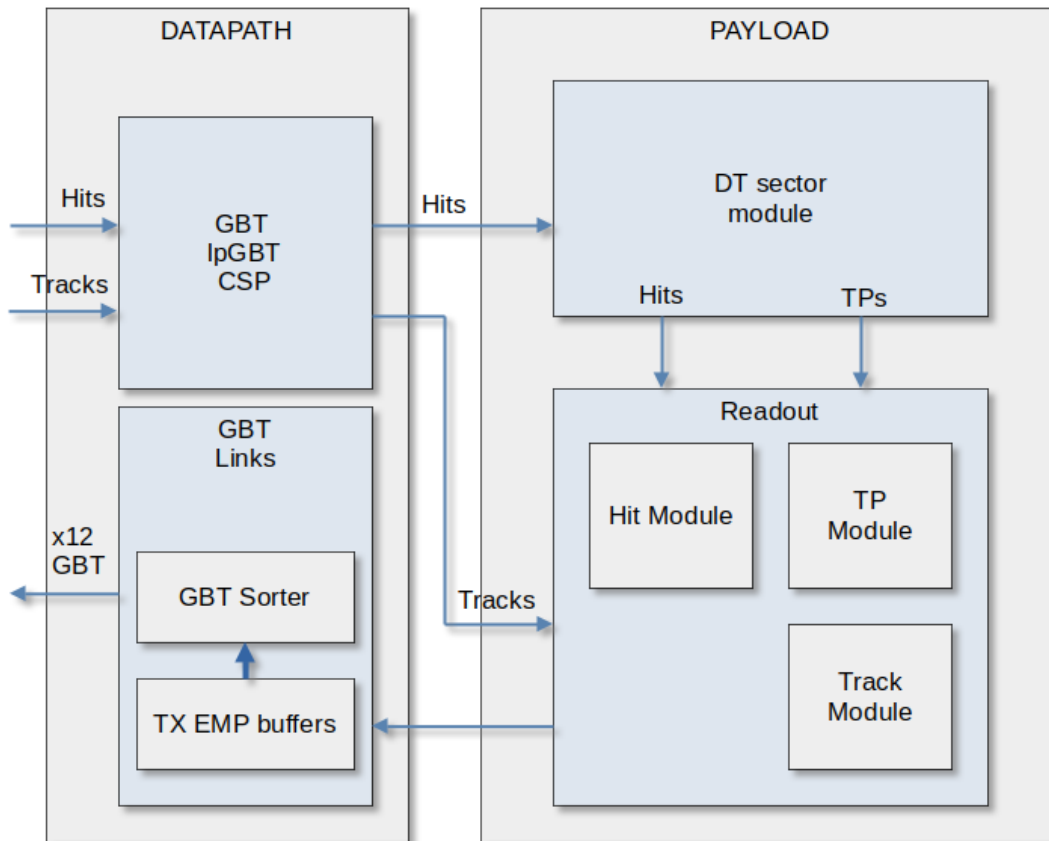 DATAPATH
PAYLOAD
Hits
Tracks
GBT
lpGBT
CSP
Hits
DT sector
module
Hits
TPs
Readout
Hit Module
TP
Module
Track
Module
Tracks
GBT
Links
GBT Sorter
TX EMP buffers
x12
GBT